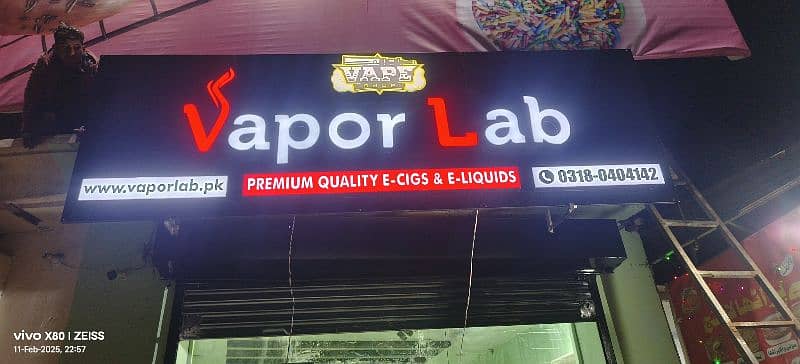 VAPE
Vapor Lab
www.vaporlab.pk
PREMIUM QUALITY E-CIGS & E-LIQUIDS
0318-0404142
vivo X80 | ZEISS
11-Feb-2025, 22:57